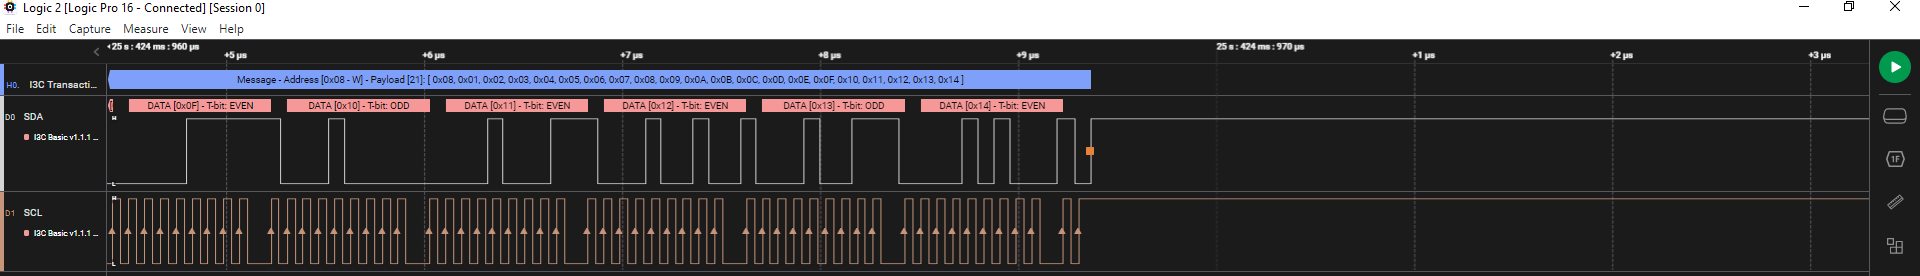 Logic 2 [Logic Pro 16 - Connected] [Session 0]
File Edit Capture Measure View Help
25 s : 424 ms : 960 µs
25 s : 424 ms : 970 µs
+5 µs +6 µs +7 µs +8 µs +9 µs +1 µs +2 µs +3 µs
H0. I3C Transacti...
Message - Address [0x08 - W] - Payload [21]: [ 0x08, 0x01, 0x02, 0x03, 0x04, 0x05, 0x06, 0x07, 0x08, 0x09, 0x0A, 0x0B, 0x0C, 0x0D, 0x0E, 0x0F, 0x10, 0x11, 0x12, 0x13, 0x14 ]
DATA [0x0F] - T-bit: EVEN DATA [0x10] - T-bit: ODD DATA [0x11] - T-bit: EVEN DATA [0x12] - T-bit: EVEN DATA [0x13] - T-bit: ODD DATA [0x14] - T-bit: EVEN
D0 SDA
H
I3C Basic v1.1.1 ...
L
D1 SCL
H
I3C Basic v1.1.1 ...
L
1F